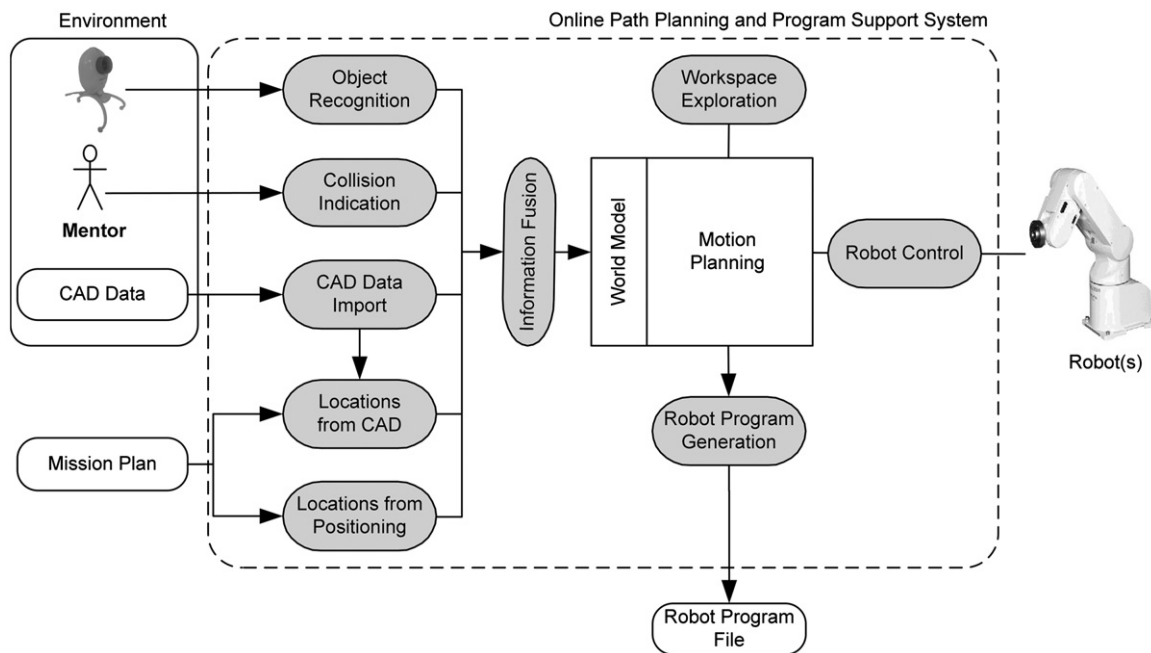 Environment
Online Path Planning and Program Support System
Object
Recognition
Workspace
Exploration
Collision
Indication
Mentor
Information Fusion
World Model
Motion
Planning
Robot Control
CAD Data
CAD Data
Import
Robot(s)
Locations
from CAD
Robot Program
Generation
Mission Plan
Locations from
Positioning
Robot Program
File